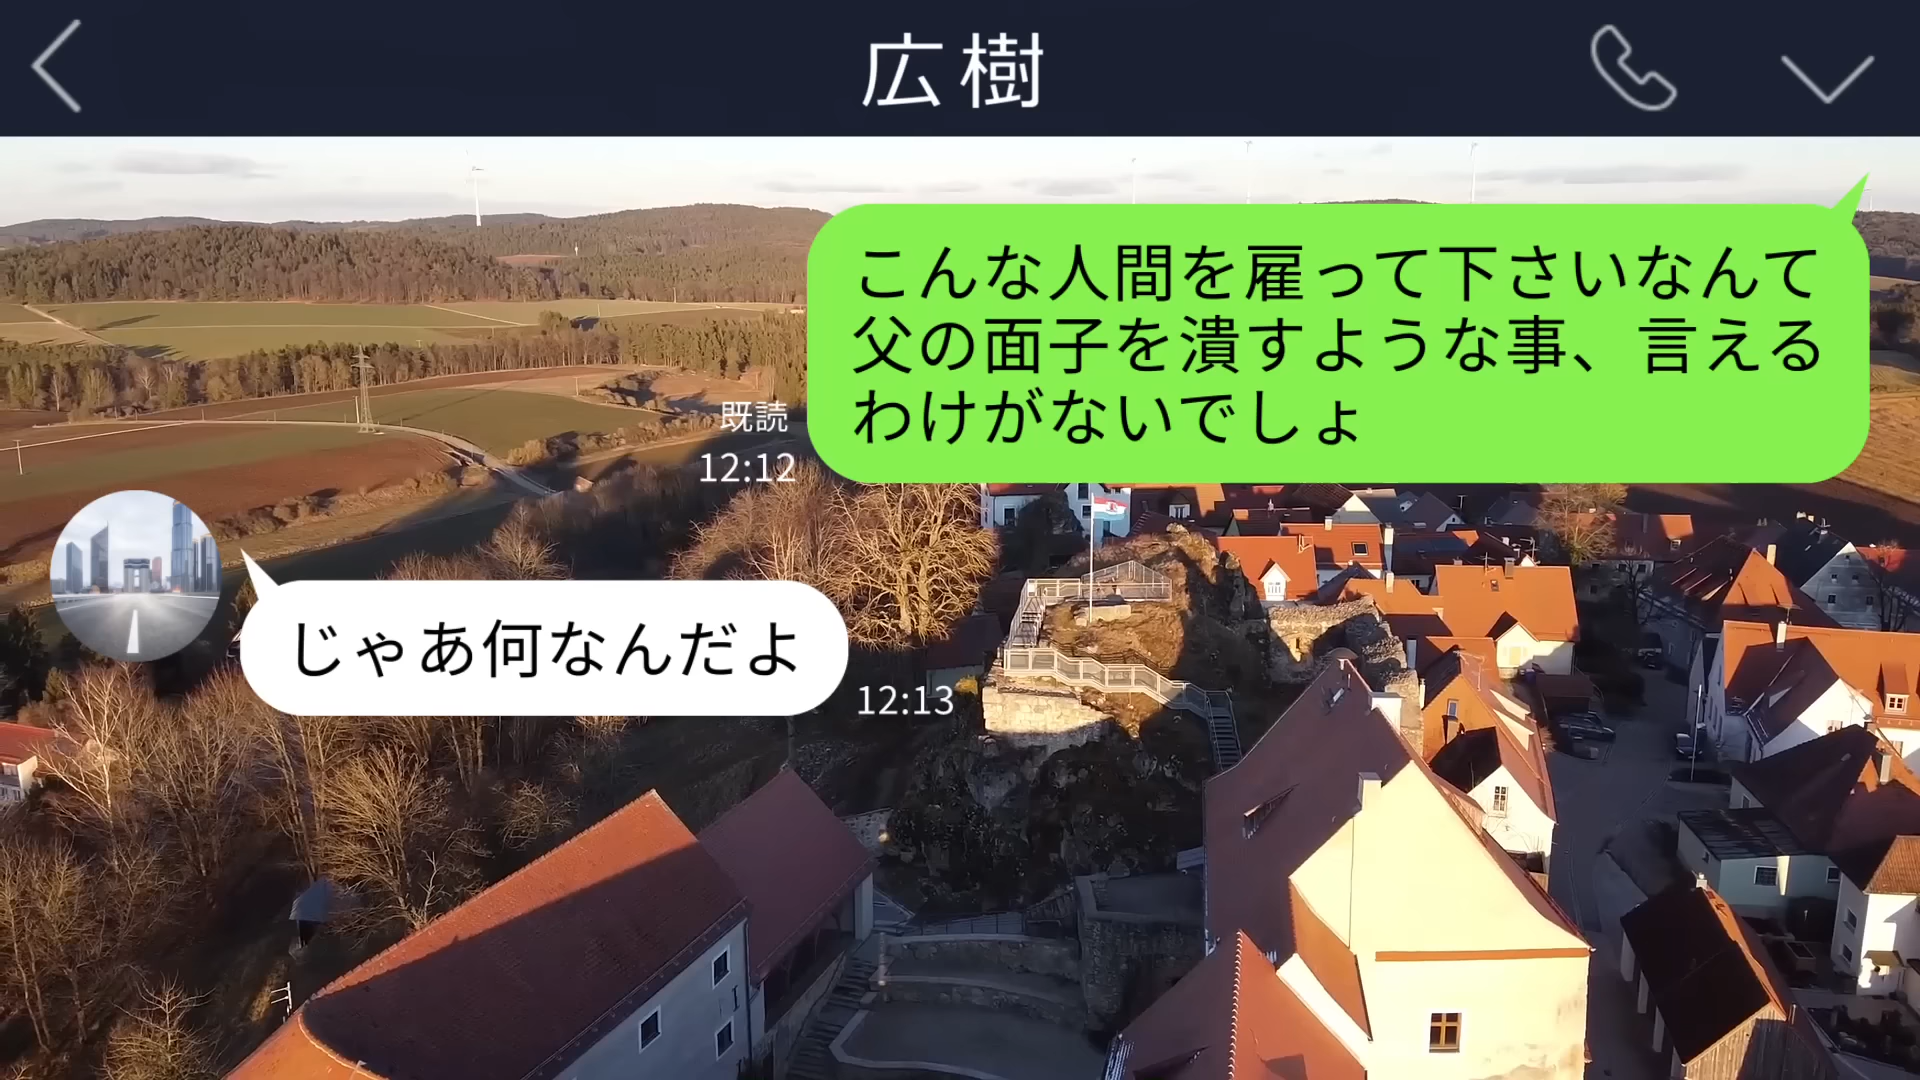 広樹
こんな人間を雇って下さいなんて
父の面子を潰すような事、言える
わけがないでしょ
既読
12:12
じゃあ何なんだよ
12:13